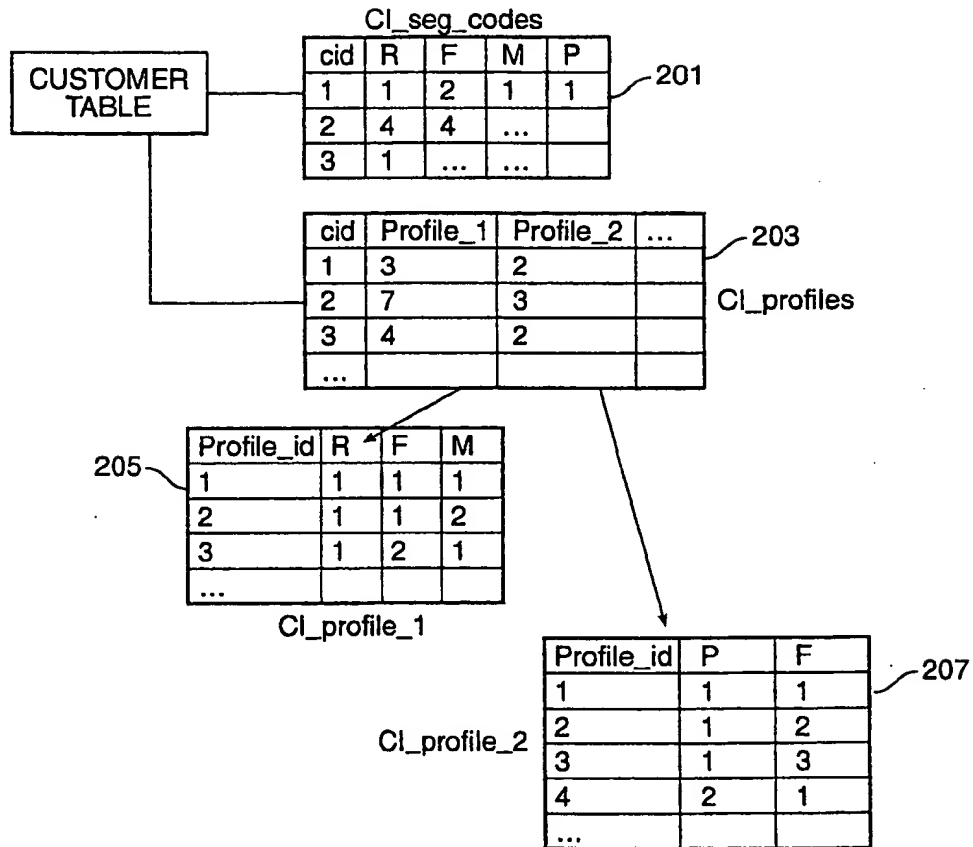 CI_seg_codes
CUSTOMER
TABLE
cid R F M P
1 1 2 1 1
2 4 4 ...
3 1 ... ...
201
cid Profile_1 Profile_2 ...
1 3 2
2 7 3
3 4 2
...
203
CI_profiles
205
Profile_id R F M
1 1 1 1
2 1 1 2
3 1 2 1
...
CI_profile_1
CI_profile_2
Profile_id P F
1 1 1
2 1 2
3 1 3
4 2 1
...
207